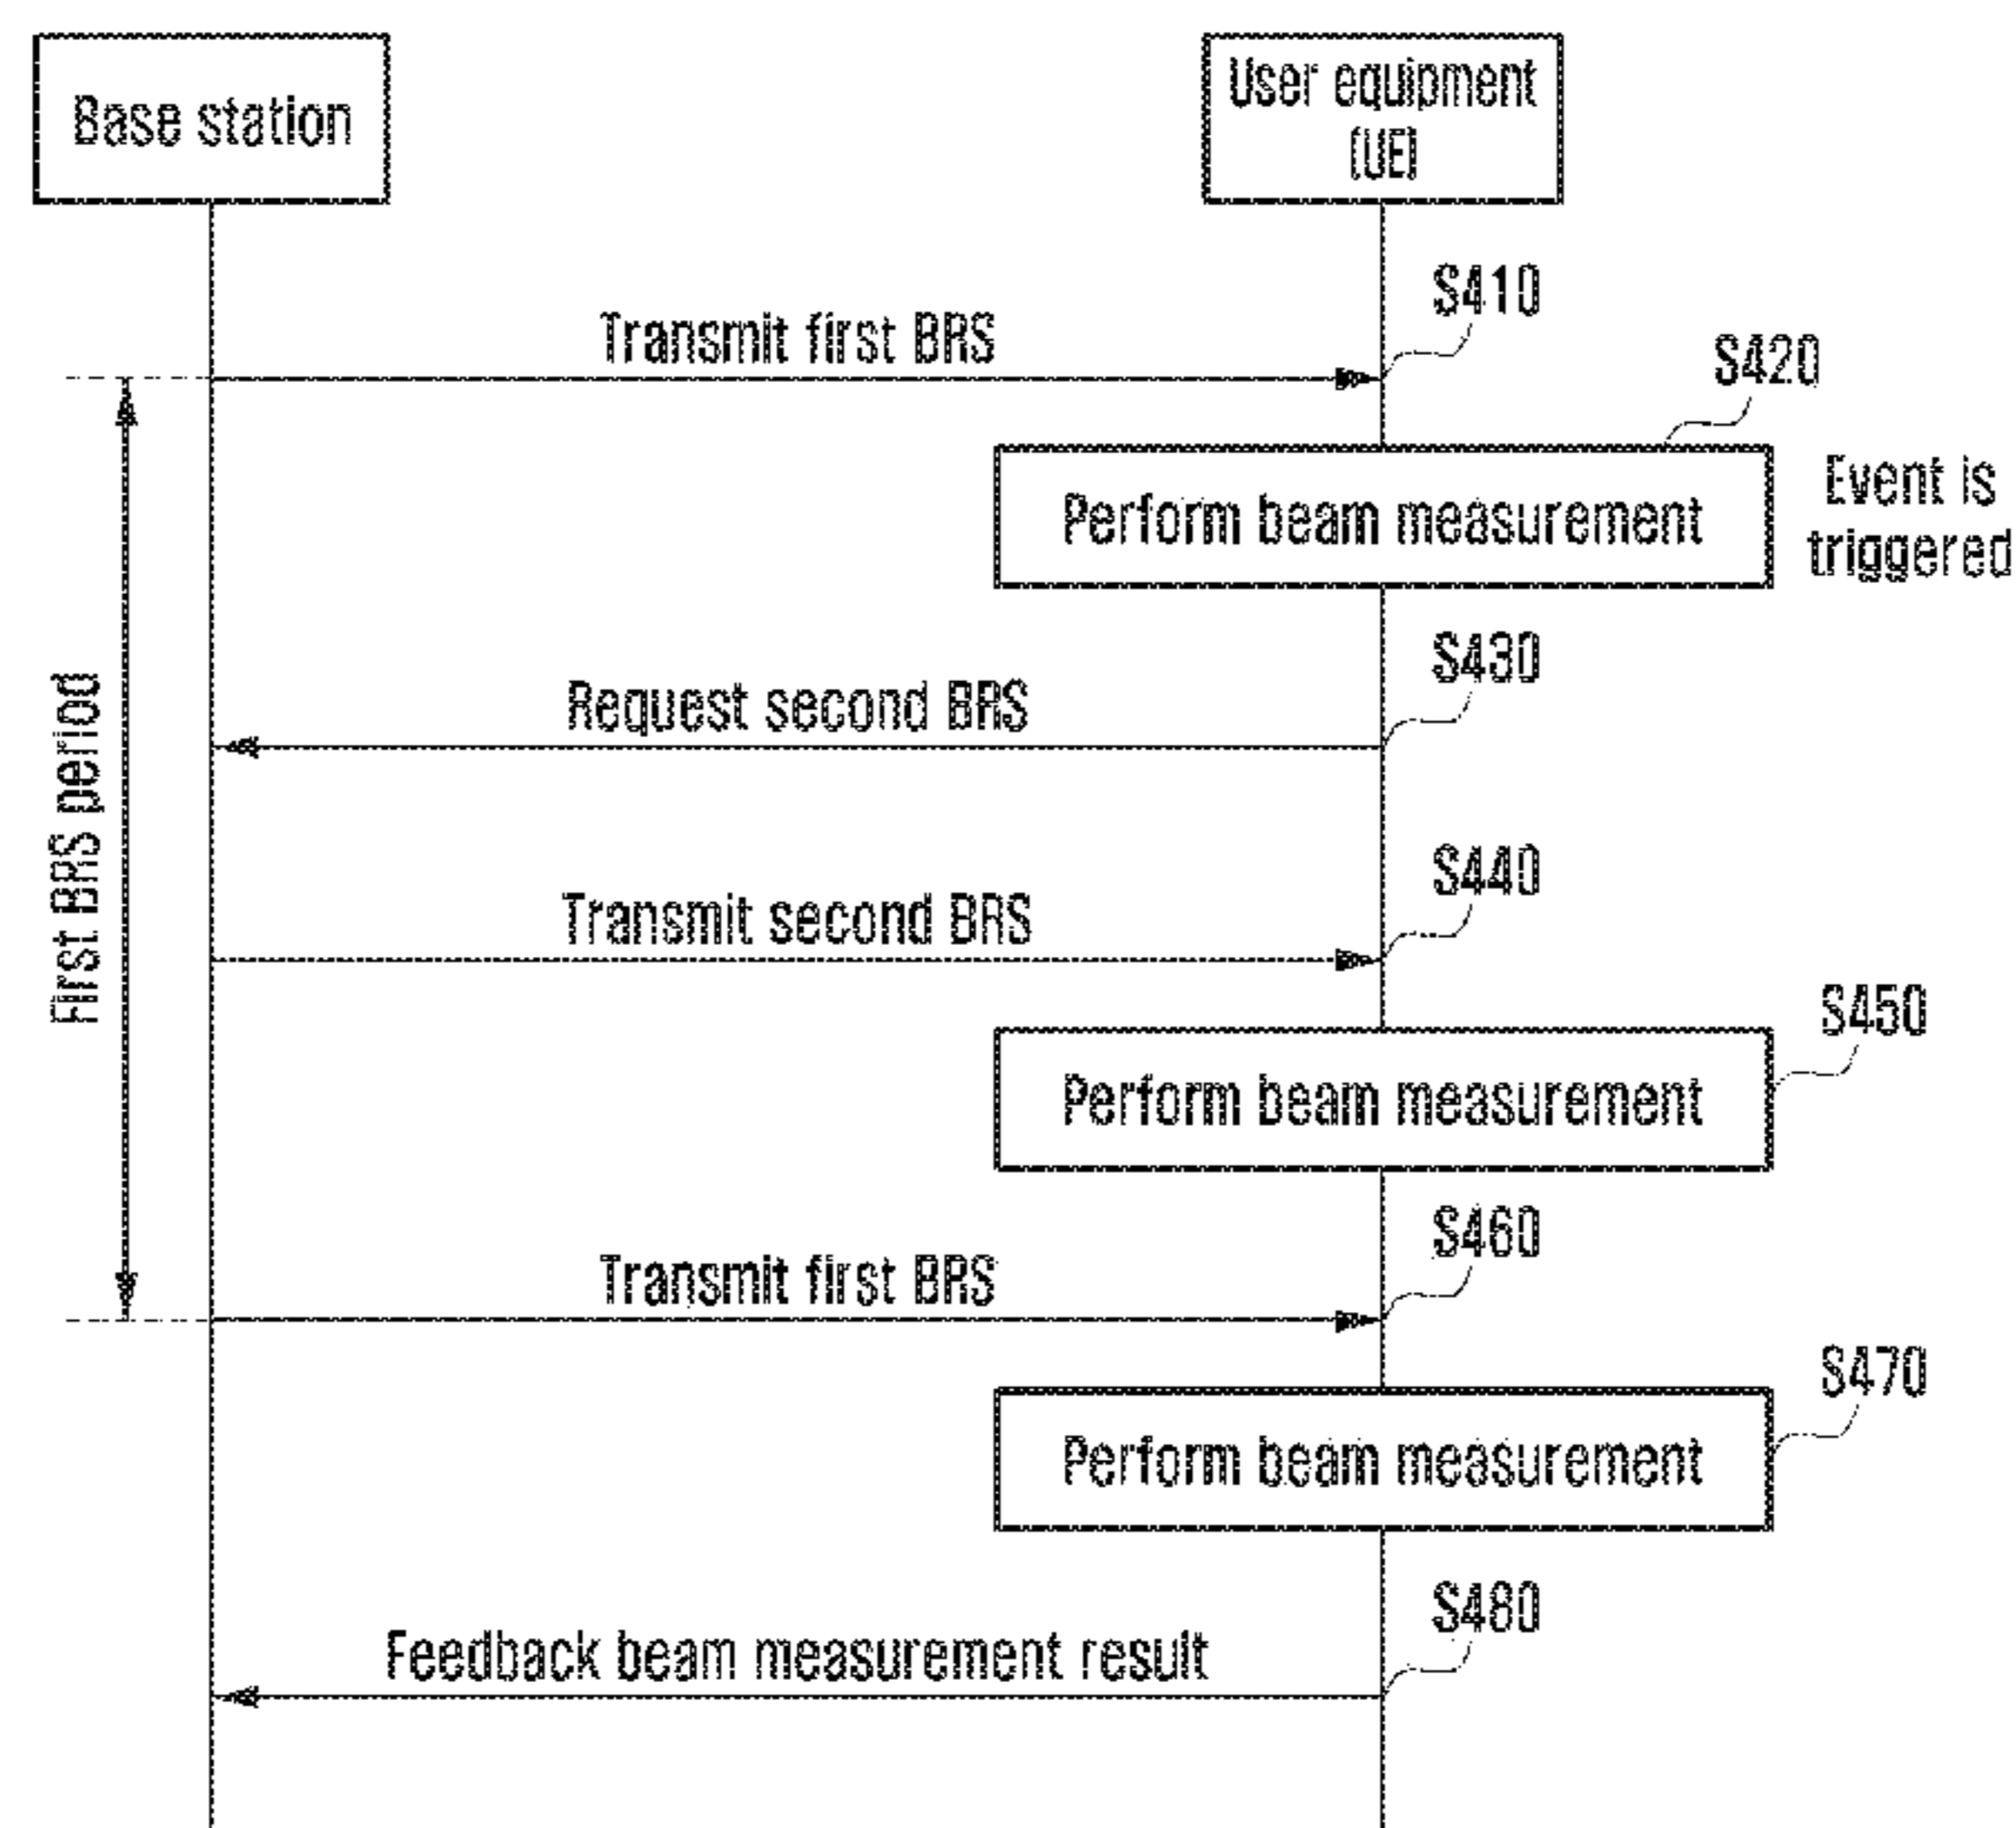 Base station
User equipment
(UE)
S410
Transmit first BRS
S420
Perform beam measurement
Event is
triggered
S430
Request second BRS
First BRS period
S440
Transmit second BRS
S450
Perform beam measurement
S460
Transmit first BRS
S470
Perform beam measurement
S480
Feedback beam measurement result